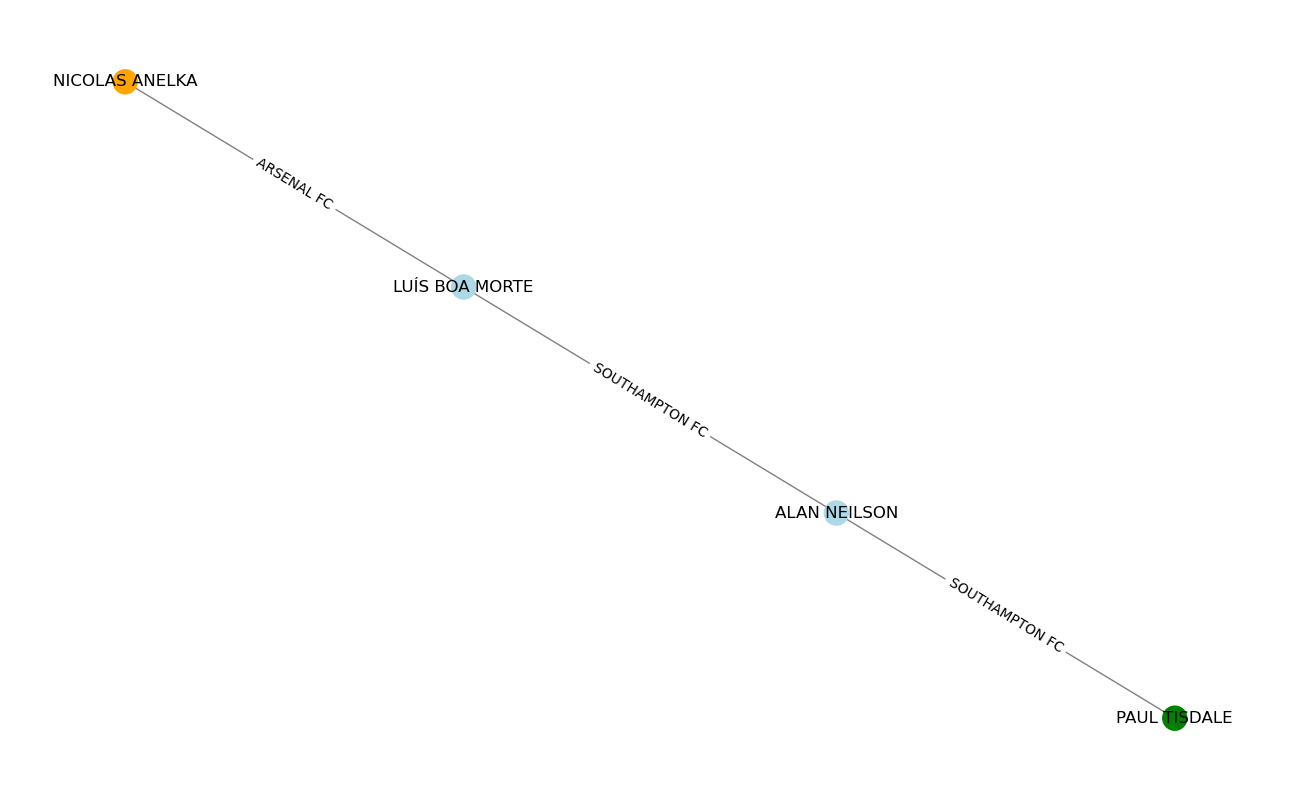 NICOLAS ANELKA
ARSENAL FC
LUÍS BOA MORTE
SOUTHAMPTON FC
ALAN NEILSON
SOUTHAMPTON FC
PAUL TISDALE